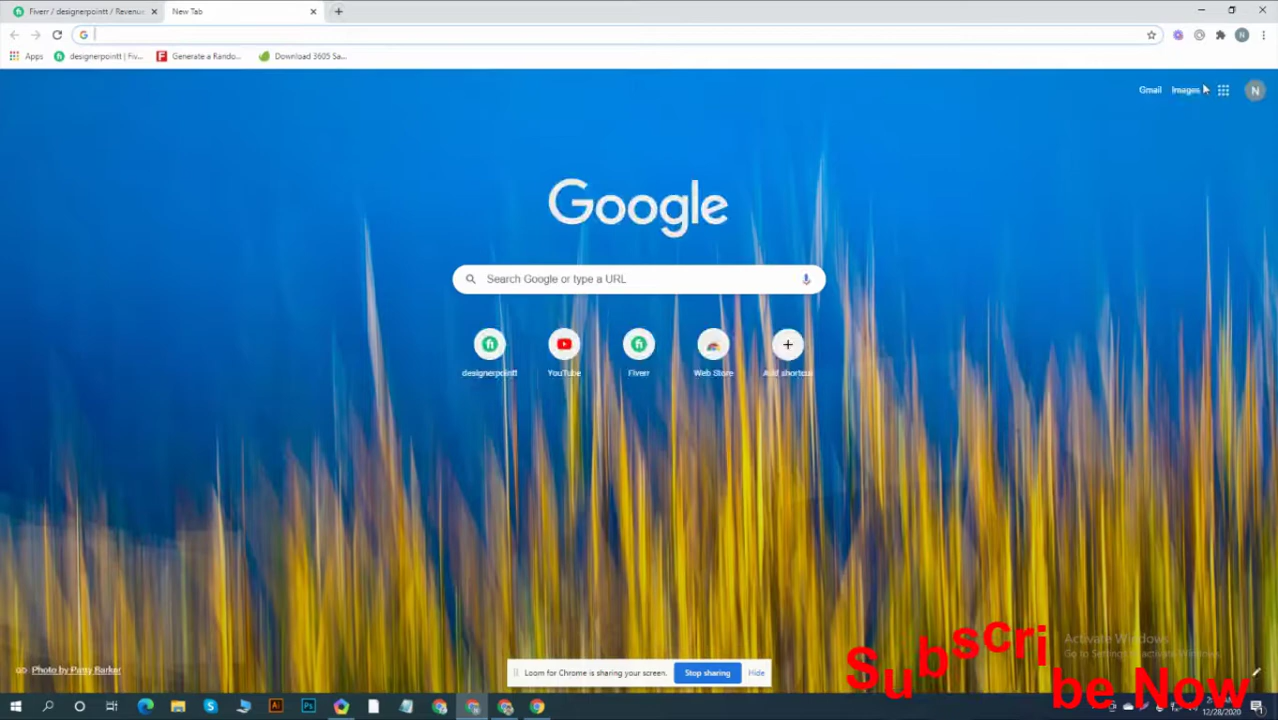 Fiverr / designerpointt / Revenu
New Tab
Apps
designerpointt | Fiv...
Generate a Rando...
Download 3605 Sa...
Gmail
Images
N
Google
Search Google or type a URL
designerpointt
YouTube
Fiverr
Web Store
Add shortcut
Photo by Patty Barker
Loom for Chrome is sharing your screen.
Stop sharing
Hide
Activate Windows
Go to Settings to activate Windows.
Subscribe Now
12/28/2020